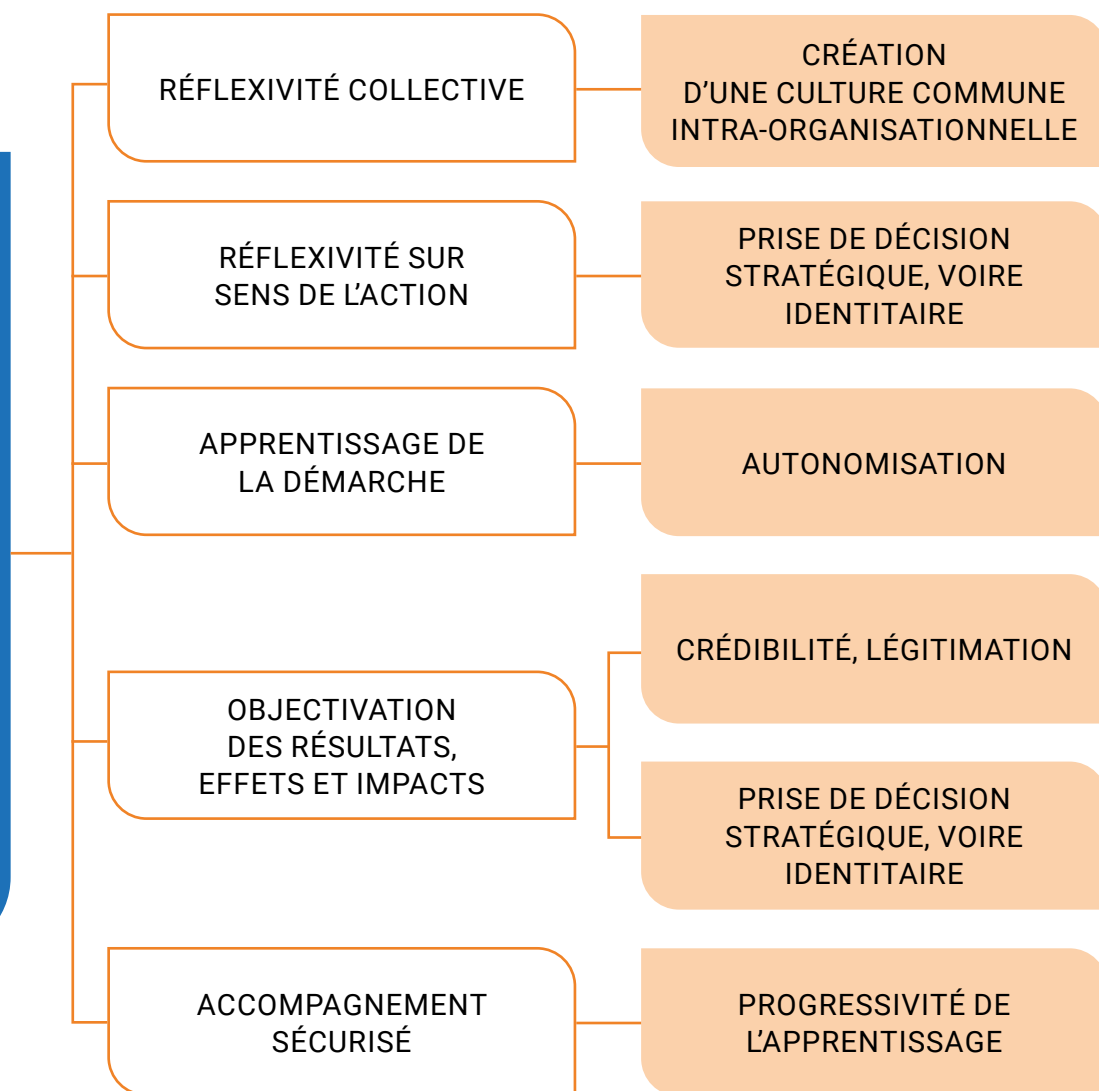 RÉFLEXIVITÉ COLLECTIVE
CRÉATION
D'UNE CULTURE COMMUNE
INTRA-ORGANISATIONNELLE
RÉFLEXIVITÉ SUR
SENS DE L'ACTION
PRISE DE DÉCISION
STRATÉGIQUE, VOIRE
IDENTITAIRE
APPRENTISSAGE DE
LA DÉMARCHE
AUTONOMISATION
OBJECTIVATION
DES RÉSULTATS,
EFFETS ET IMPACTS
CRÉDIBILITÉ, LÉGITIMATION
PRISE DE DÉCISION
STRATÉGIQUE, VOIRE
IDENTITAIRE
ACCOMPAGNEMENT
SÉCURISÉ
PROGRESSIVITÉ DE
L'APPRENTISSAGE